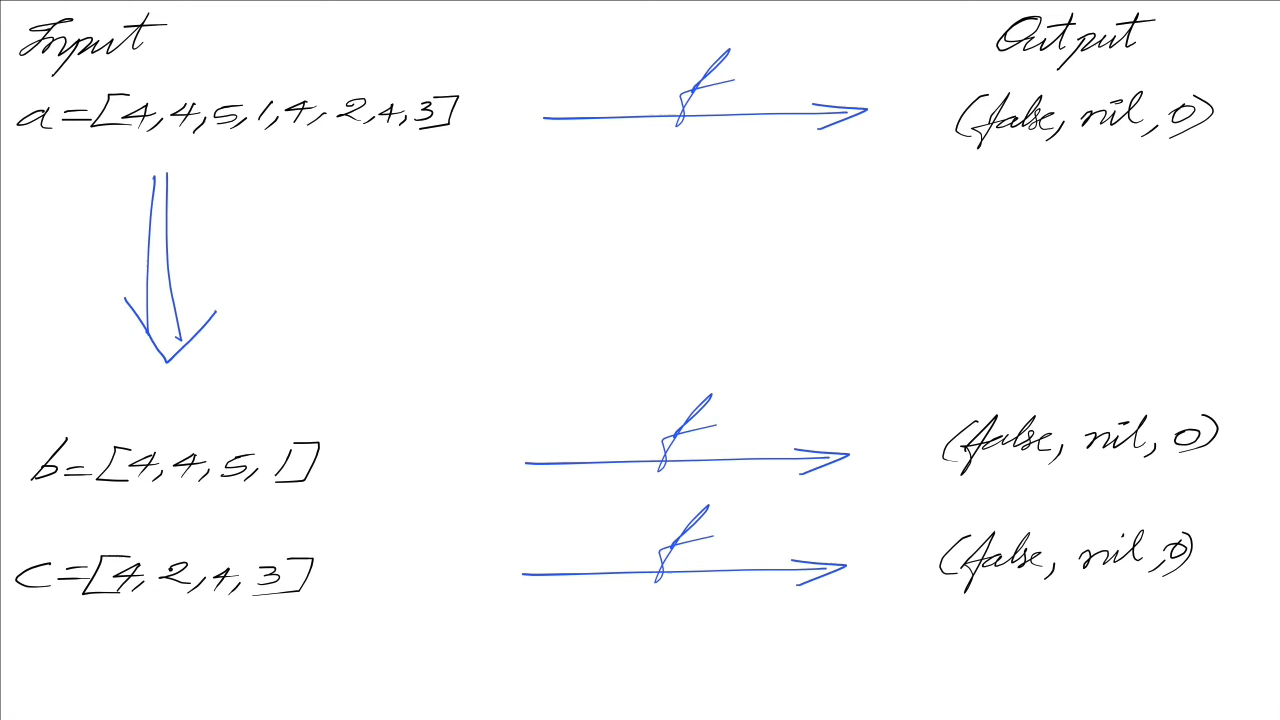 Input Output
a=[4,4,5,1,4,2,4,3] f (false, nil, 0)
b=[4,4,5,1] f (false, nil, 0)
c=[4,2,4,3] f (false, nil, 0)